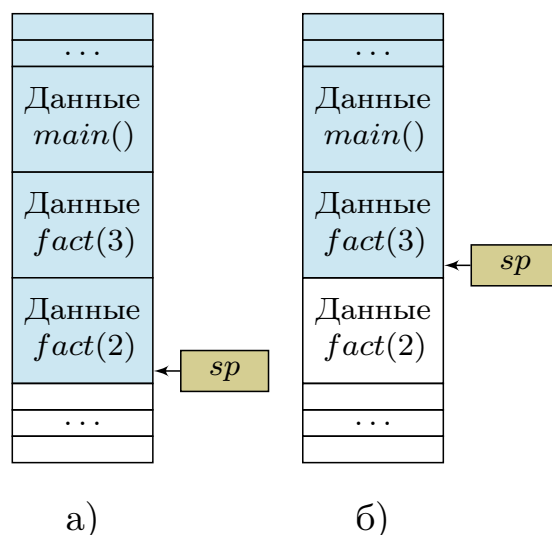 ...
Данные
main()
Данные
fact(3)
Данные
fact(2)
sp
...
а)
...
Данные
main()
Данные
fact(3)
sp
Данные
fact(2)
...
б)